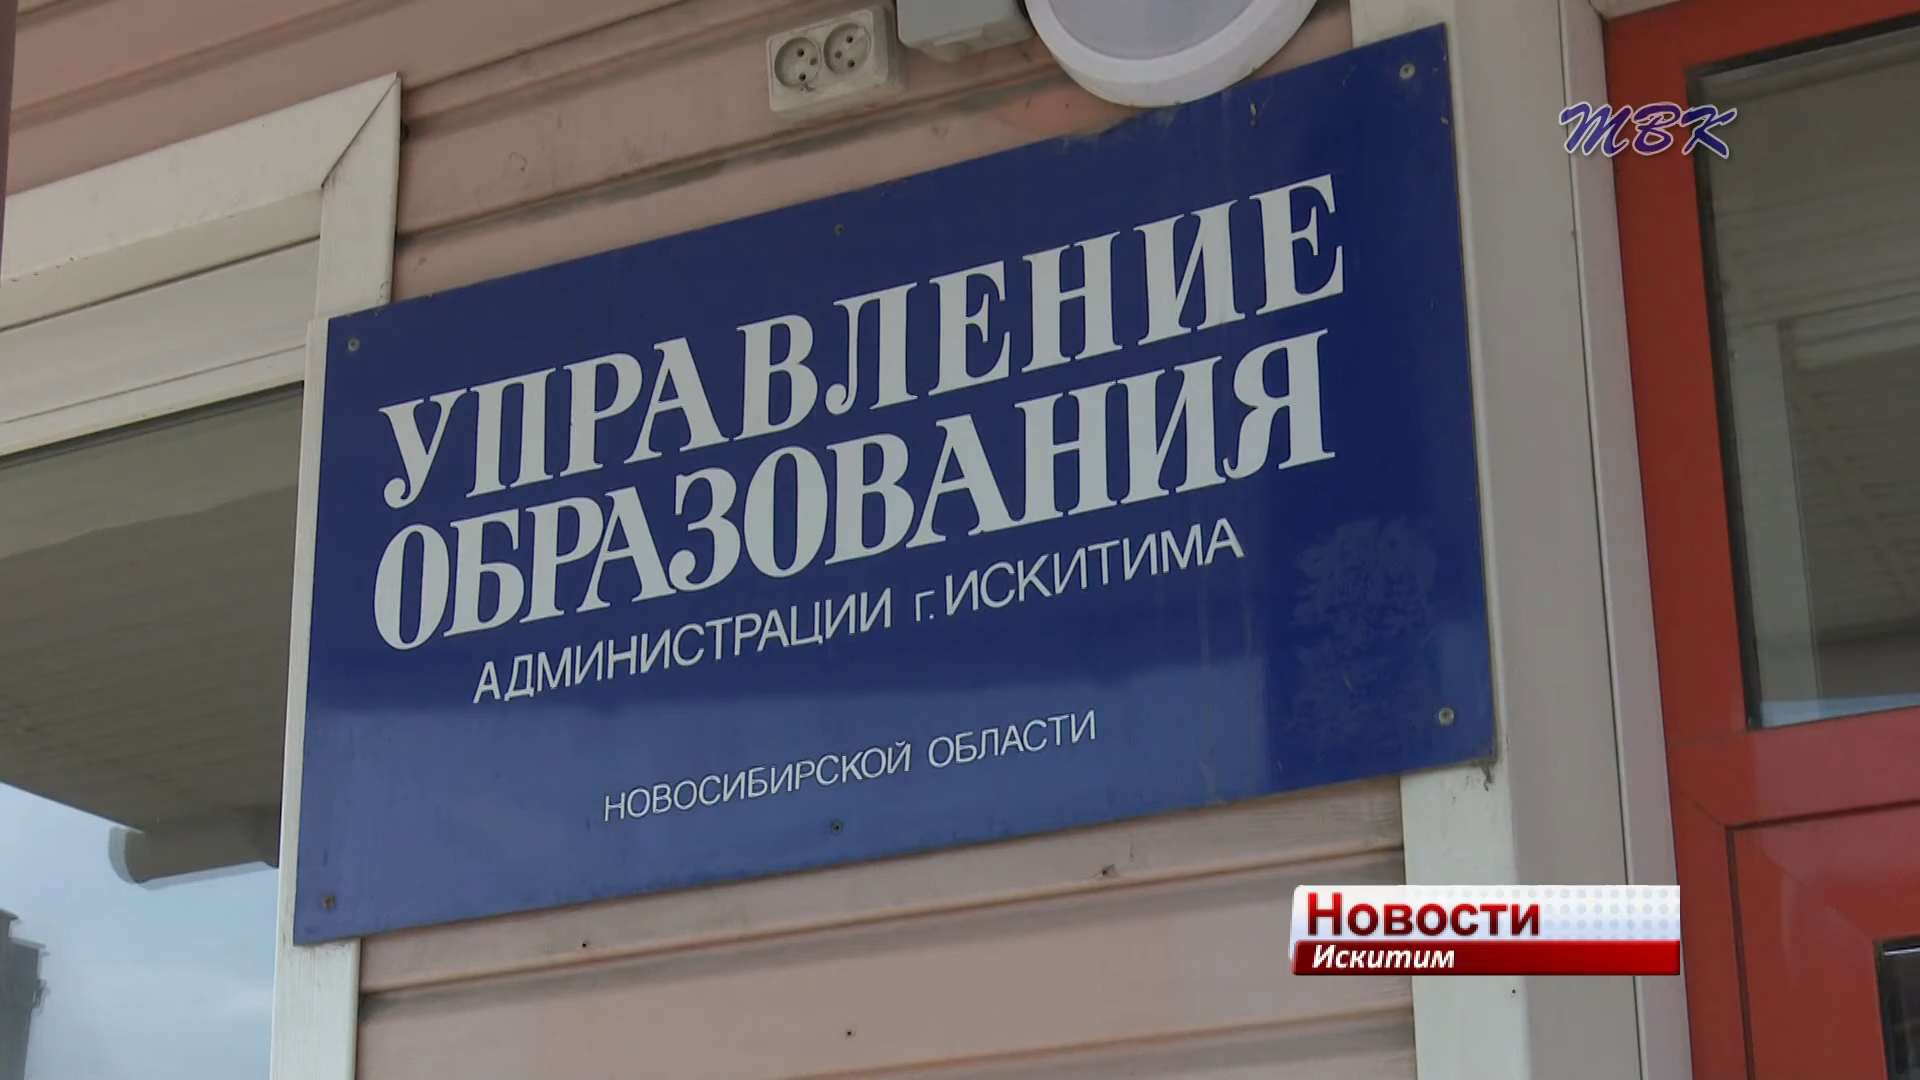 ТВК
УПРАВЛЕНИЕ
ОБРАЗОВАНИЯ
АДМИНИСТРАЦИИ г. ИСКИТИМА
НОВОСИБИРСКОЙ ОБЛАСТИ
Новости
Искитим